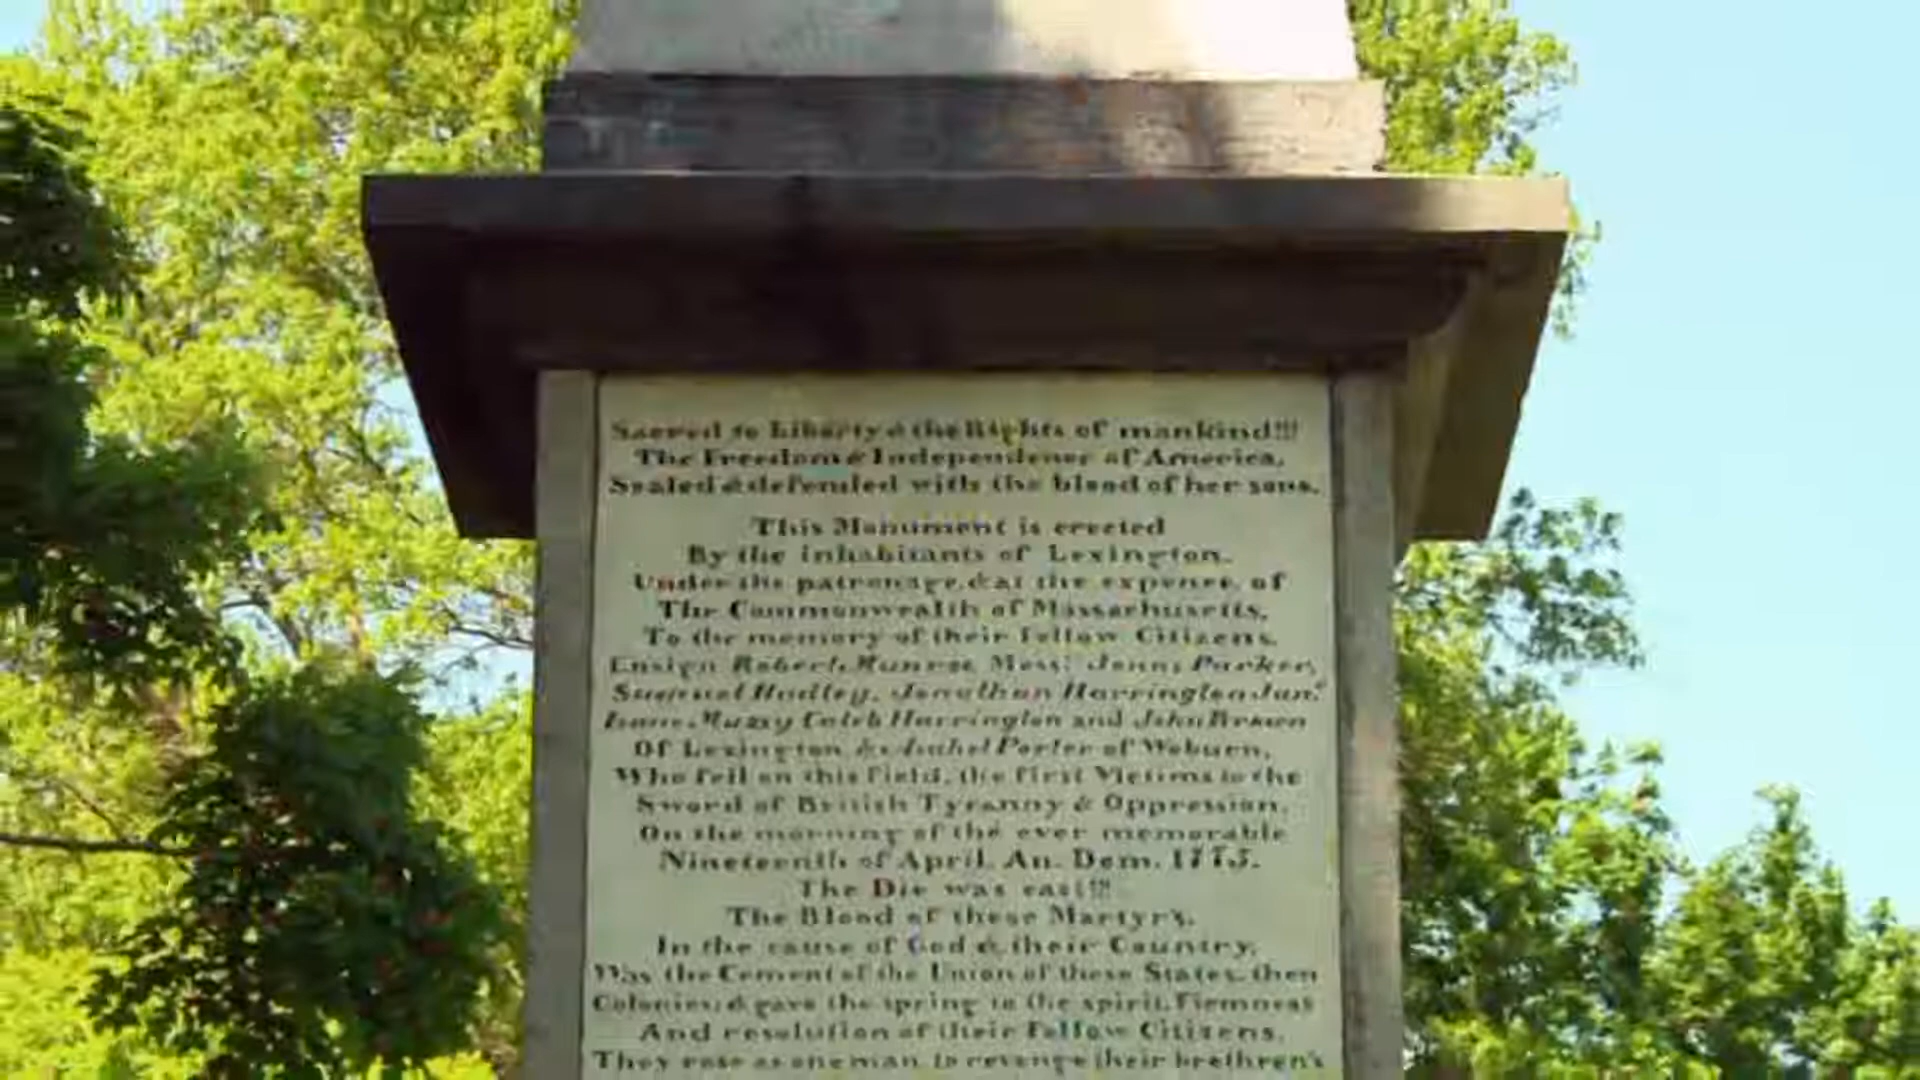 Sacred to Liberty & the Rights of mankind!!!
The Freedom & Independence of America,
Sealed & defended with the blood of her sons.
This Monument is erected
By the inhabitants of Lexington.
Under the patronage, & at the expence, of
The Commonwealth of Massachusetts,
To the memory of their Fellow Citizens,
Ensign Robert Munroe, Mess.rs Jonas Parker,
Samuel Hadley, Jonathan Harrington Jun.r
Isaac Muzzy Caleb Harrington and John Brown
Of Lexington & Asahel Porter of Woburn,
Who fell on this field, the first Victims to the
Sword of British Tyranny & Oppression,
On the morning of the ever memorable
Nineteenth of April. An. Dom. 1775.
The Die was cast!!!
The Blood of these Martyr's,
In the cause of God & their Country,
Was the Cement of the Union of these States, then
Colonies; & gave the spring to the spirit, Firmness
And resolution of their Fellow Citizens.
They rose as one man to revenge their brethren's